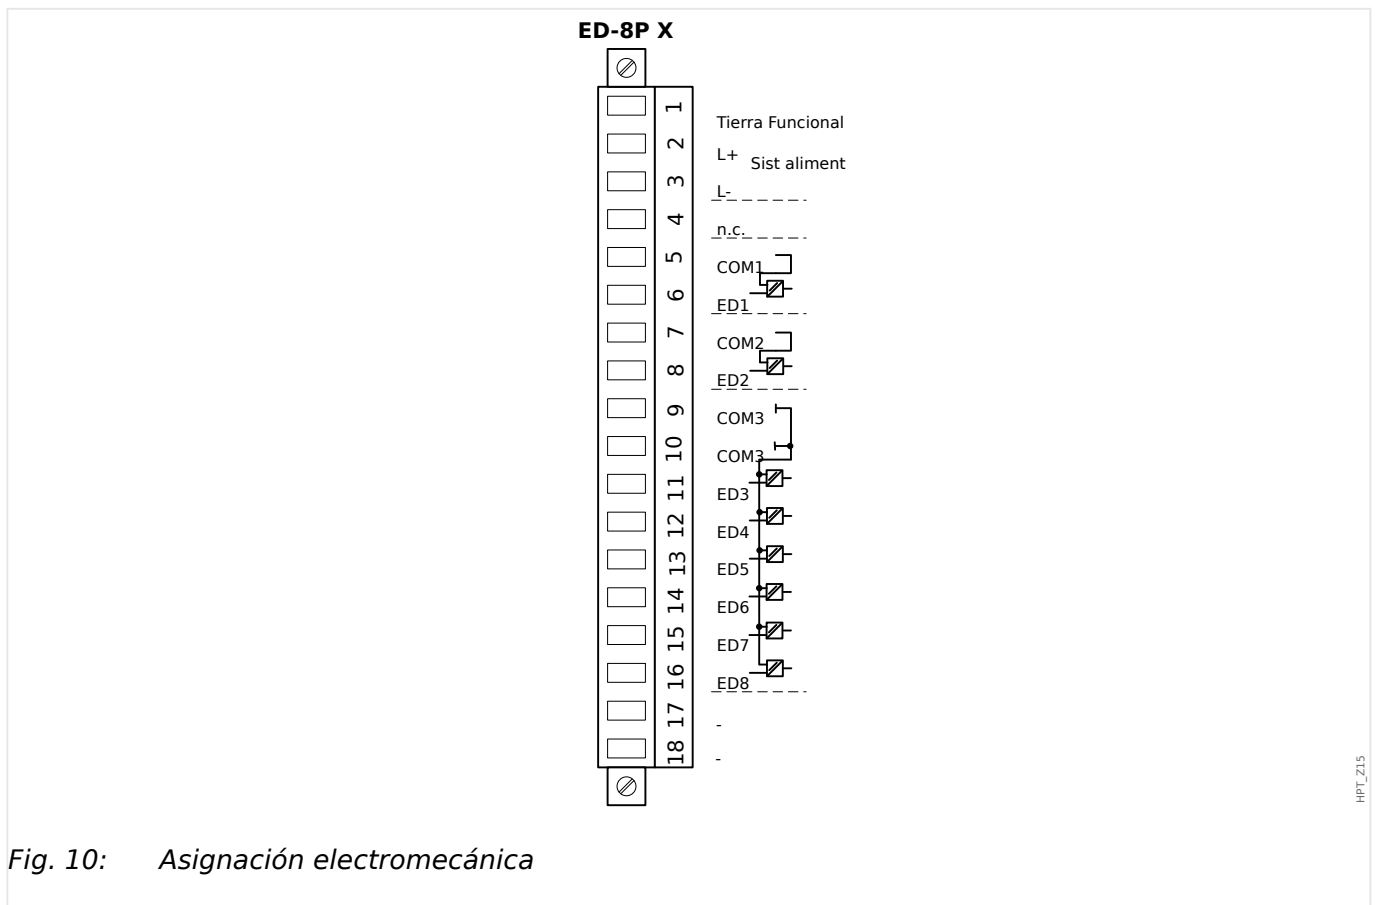 ED-8P X
1
Tierra Funcional
2
L+ Sist aliment
3
L-
4
n.c.
5
COM1
6
ED1
7
COM2
8
ED2
9
COM3
10
COM3
11
ED3
12
ED4
13
ED5
14
ED6
15
ED7
16
ED8
17
-
18
-
HPT_Z15
Fig. 10: Asignación electromecánica